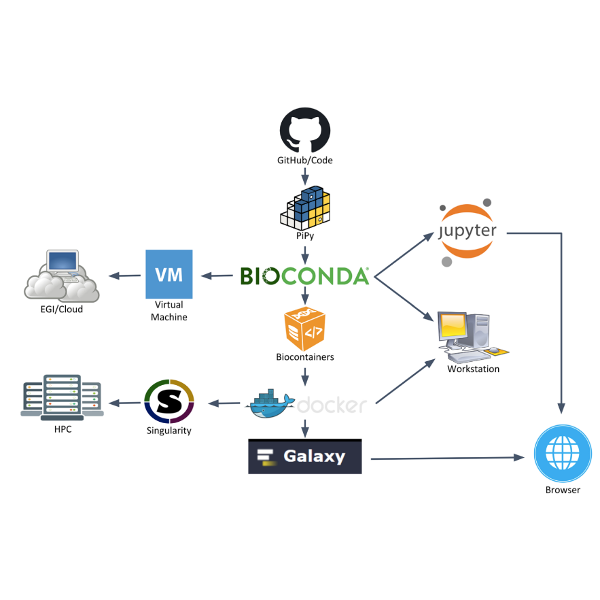 GitHub/Code
PiPy
jupyter
BIOCONDA®
VM
EGI/Cloud
Virtual
Machine
Biocontainers
Workstation
docker
S
HPC
Singularity
Galaxy
Browser